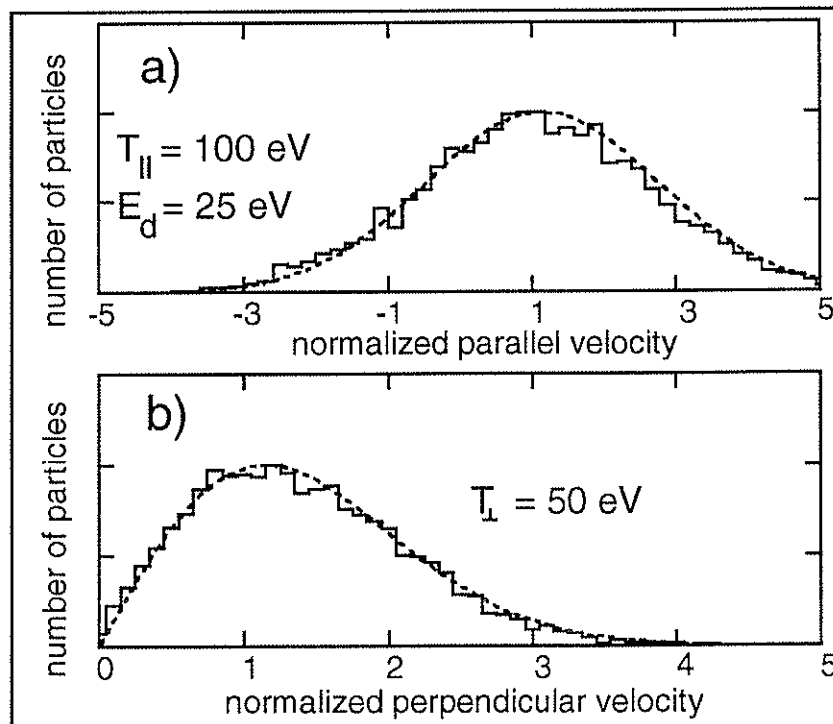 a)
number of particles
T|| = 100 eV
E_d = 25 eV
-5 -3 -1 1 3 5
normalized parallel velocity
b)
number of particles
T⊥ = 50 eV
0 1 2 3 4 5
normalized perpendicular velocity